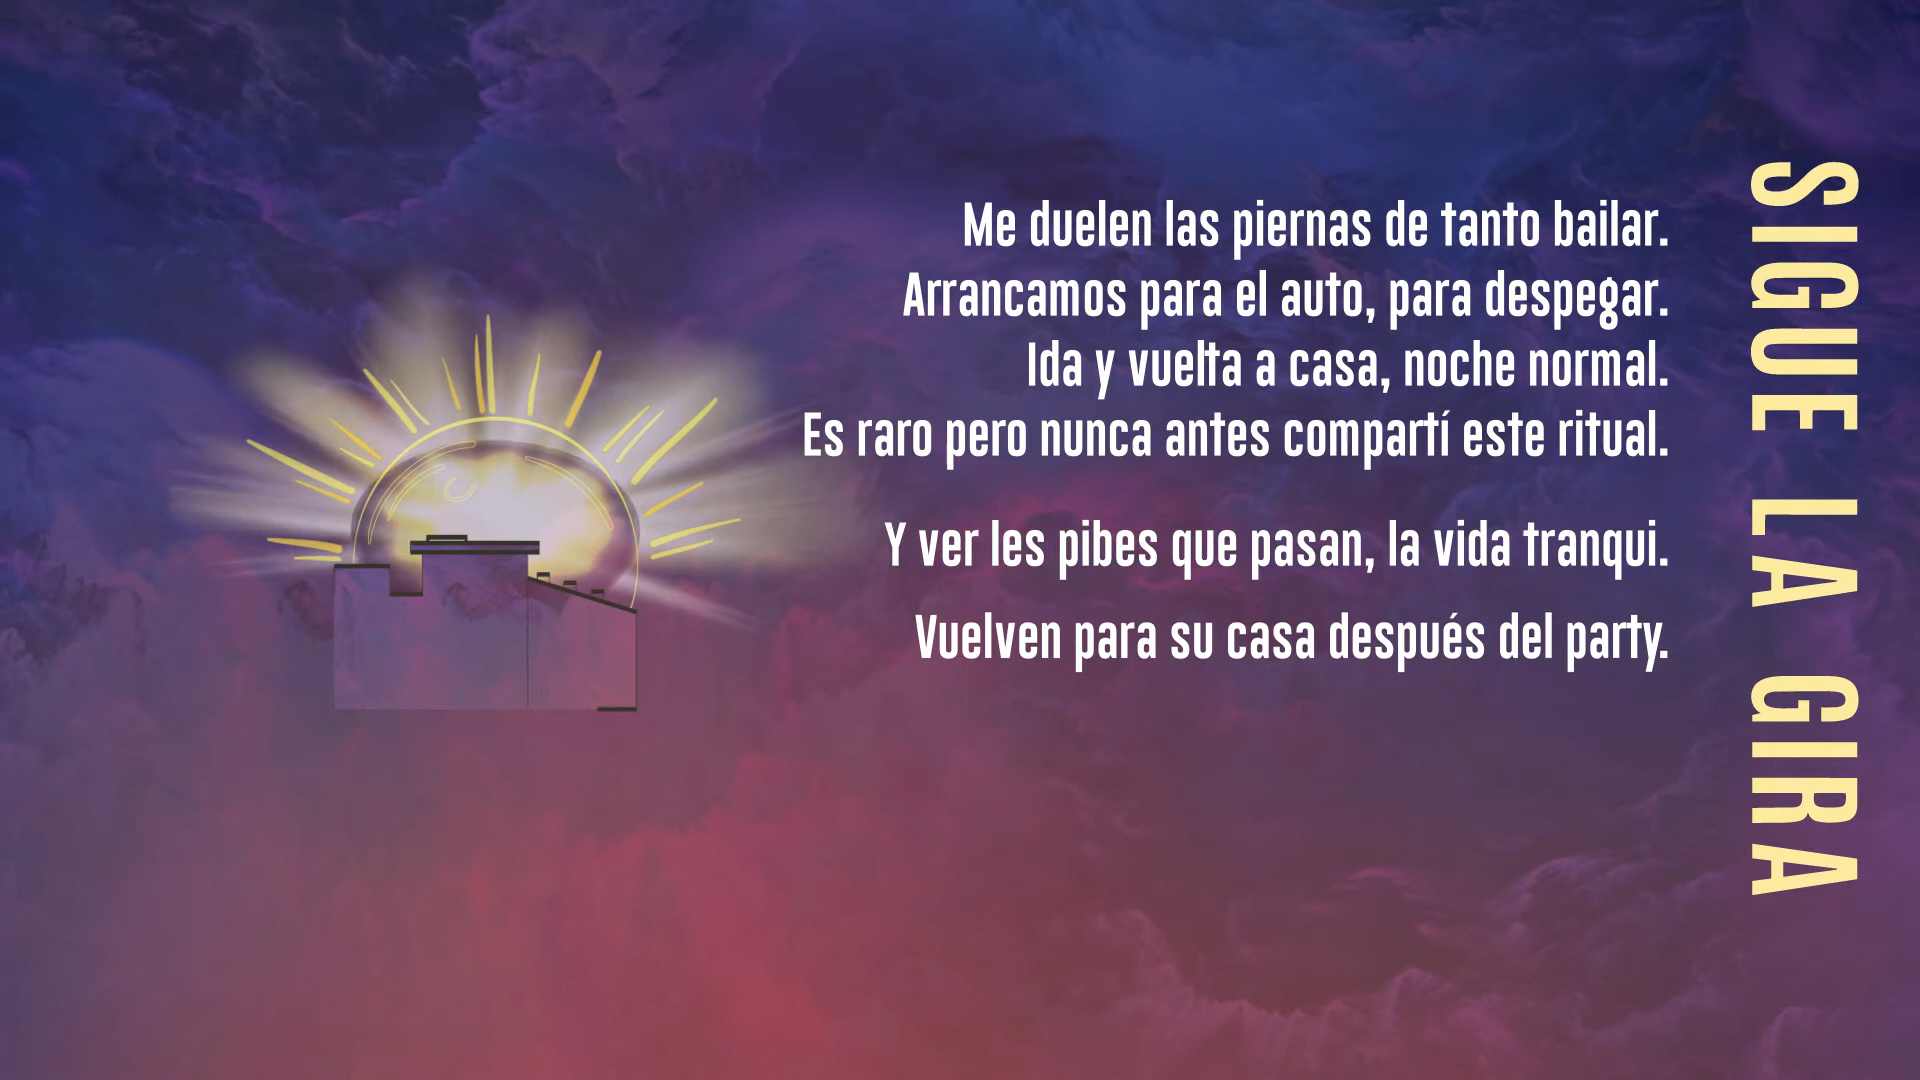 Me duelen las piernas de tanto bailar.
Arrancamos para el auto, para despegar.
Ida y vuelta a casa, noche normal.
Es raro pero nunca antes compartí este ritual.
Y ver les pibes que pasan, la vida tranqui.
Vuelven para su casa después del party.
SIGUE LA GIRA